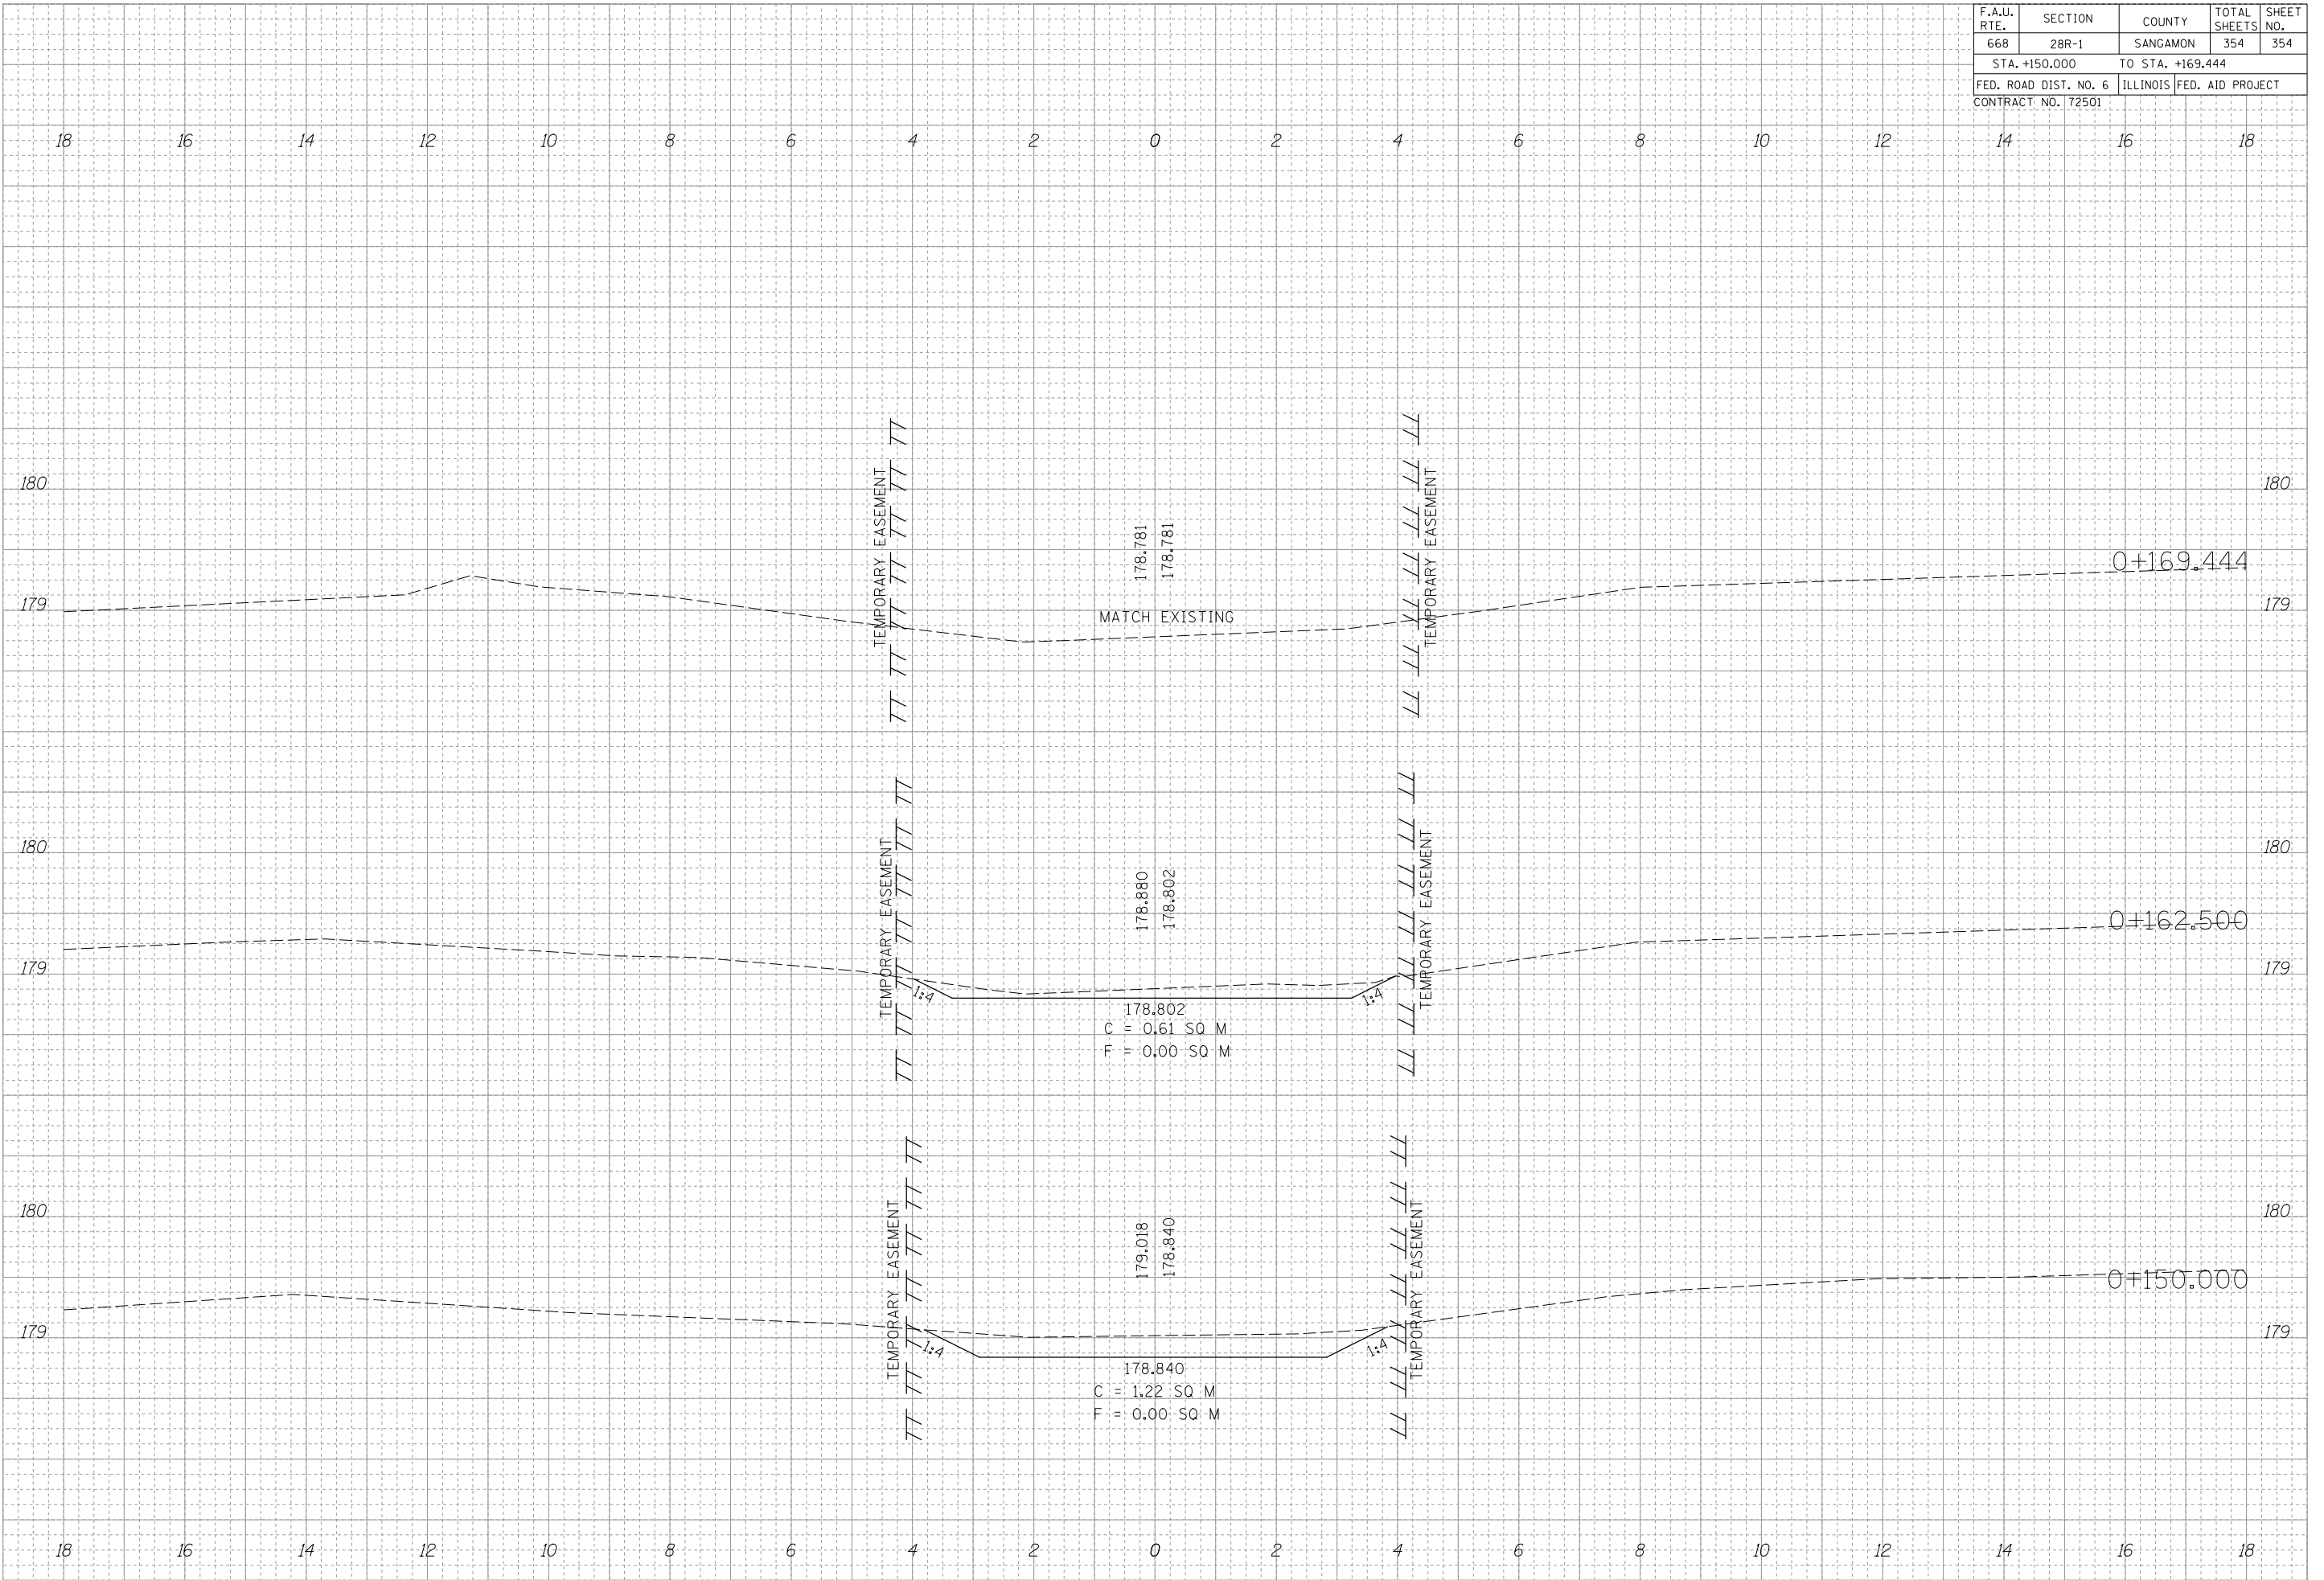 F.A.U. RTE. SECTION COUNTY TOTAL SHEETS SHEET NO.
668 28R-1 SANGAMON 354 354
STA. +150.000 TO STA. +169.444
FED. ROAD DIST. NO. 6 ILLINOIS FED. AID PROJECT
CONTRACT NO. 72501
18 16 14 12 10 8 6 4 2 0 2 4 6 8 10 12 14 16 18
180 180
TEMPORARY EASEMENT
178.781
178.781
TEMPORARY EASEMENT
0+169.444
179 179
MATCH EXISTING
180 180
TEMPORARY EASEMENT
178.880
178.802
TEMPORARY EASEMENT
0+162.500
179 179
1:4 1:4
178.802
C = 0.61 SQ M
F = 0.00 SQ M
180 180
TEMPORARY EASEMENT
179.018
178.840
TEMPORARY EASEMENT
0+150.000
179 179
1:4 1:4
178.840
C = 1.22 SQ M
F = 0.00 SQ M
18 16 14 12 10 8 6 4 2 0 2 4 6 8 10 12 14 16 18